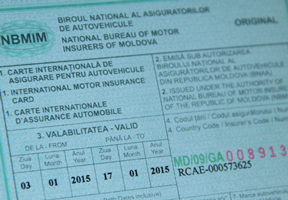 NBMIM
BIROUL NAȚIONAL AL ASIGURATORILOR
DE AUTOVEHICULE
NATIONAL BUREAU OF MOTOR
INSURERS OF MOLDOVA
ORIGINAL
1. CARTE INTERNAȚIONALĂ DE
ASIGURARE PENTRU AUTOVEHICULE
1. INTERNATIONAL MOTOR INSURANCE
CARD
1. CARTE INTERNATIONALE
D'ASSURANCE AUTOMOBILE
2. EMISĂ SUB AUTORIZAREA
BIROULUI NAȚIONAL AL
ASIGURATORILOR DE AUTOVEHICULE
DIN REPUBLICA MOLDOVA (BNAM)
2. ISSUED UNDER THE AUTHORITY
OF NATIONAL BUREAU OF MOTOR
OF THE REPUBLIC OF MOLDOVA
3. VALABILITATEA - VALID
DE LA - FROM
PÂNĂ LA - TO
Ziua Luna Anul Ziua Luna Anul
Day Month Year Day Month Year
03 01 2015 17 01 2015
4. Codul țării / Codul asigurătorului
4. Country Code / Insurer's Code
MD/09/GA 008913
RCAE-000573625